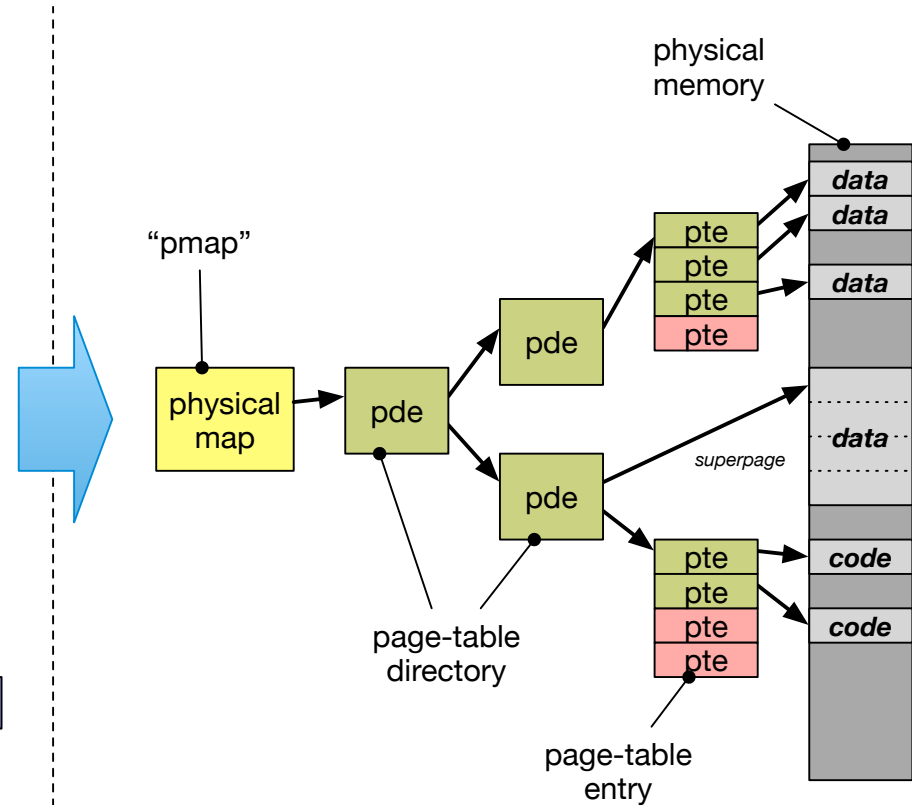 physical
memory
data
data
"pmap"
pte
pte
data
pte
pte
pde
physical
map
pde
data
superpage
pde
pte
code
pte
pte
code
pte
page-table
directory
page-table
entry